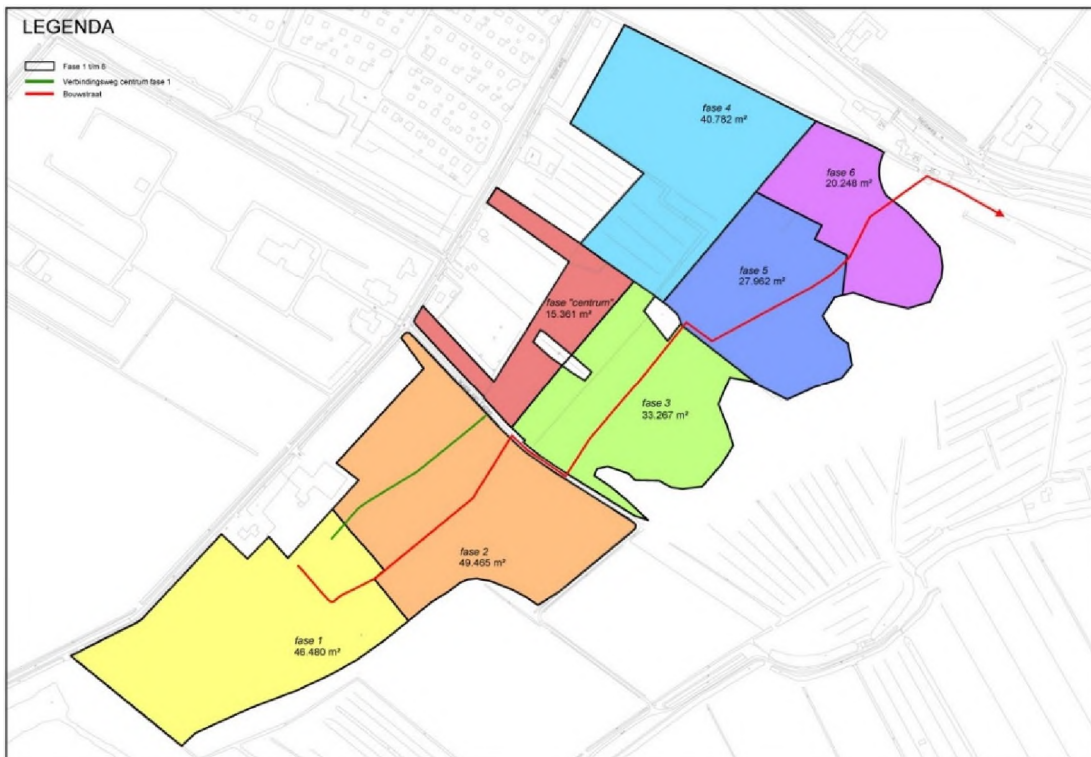 LEGENDA
Fase 1 t/m 6
Verbindingsweg centrum fase 1
Bouwstraat
fase 4
40.782 m²
fase 6
20.248 m²
fase 5
27.962 m²
fase "centrum"
15.361 m²
fase 3
33.267 m²
fase 2
49.465 m²
fase 1
46.480 m²